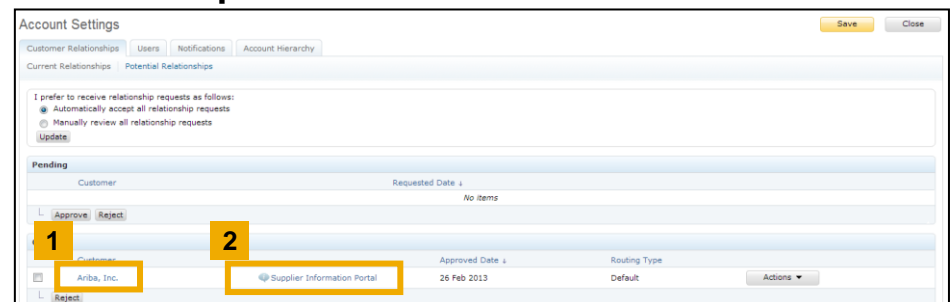 Account Settings
Save Close
Customer Relationships Users Notifications Account Hierarchy
Current Relationships Potential Relationships
I prefer to receive relationship requests as follows:
Automatically accept all relationship requests
Manually review all relationship requests
Update
Pending
Customer Requested Date ↓
No items
Approve Reject
1 2
Customer Approved Date ↓ Routing Type
Ariba, Inc. Supplier Information Portal 26 Feb 2013 Default Actions ▼
Reject